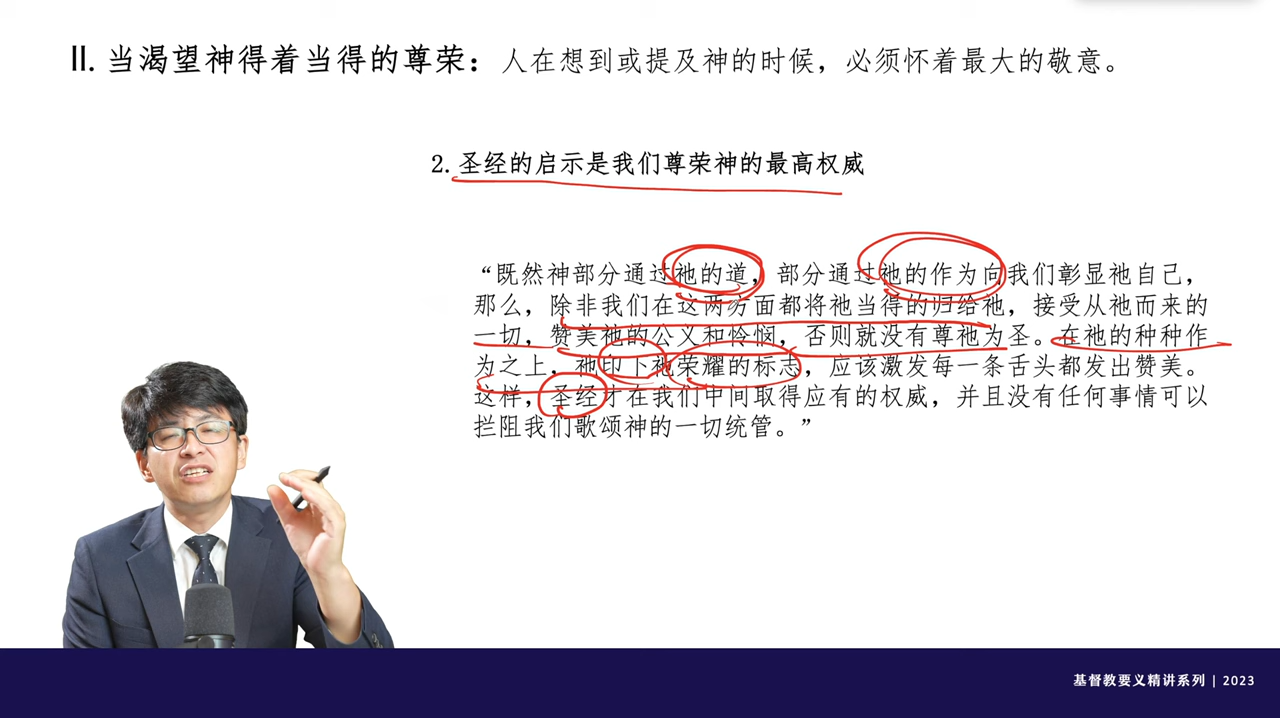 II. 当渴望神得着当得的尊荣：人在想到或提及神的时候，必须怀着最大的敬意。
2. 圣经的启示是我们尊荣神的最高权威
“既然神部分通过祂的道，部分通过祂的作为向我们彰显祂自己，
那么，除非我们在这两方面都将祂当得的归给祂，接受从祂而来的
一切，赞美祂的公义和怜悯，否则就没有尊祂为圣。在祂的种种作
为之上，祂印下祂荣耀的标志，应该激发每一条舌头都发出赞美。
这样，圣经才在我们中间取得应有的权威，并且没有任何事情可以
拦阻我们歌颂神的一切统管。”
基督教要义精讲系列 | 2023